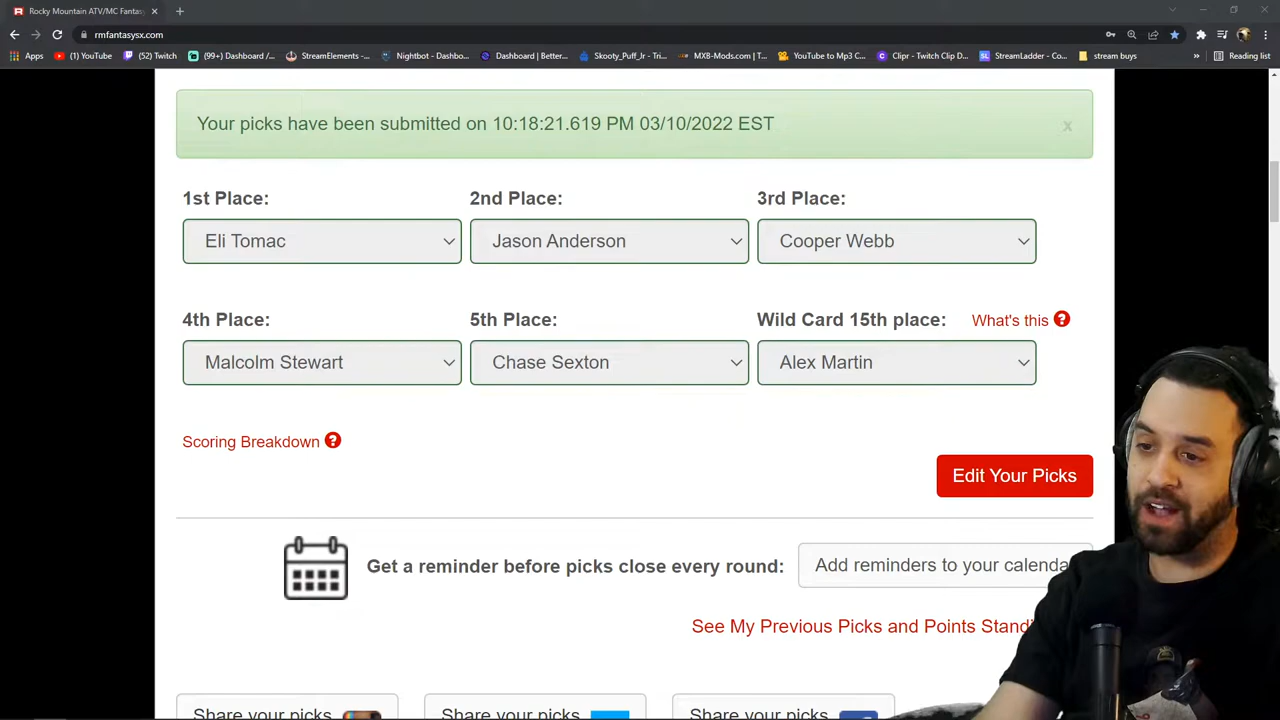 Rocky Mountain ATV/MC Fantasy
rmfantasysx.com
Apps
(1) YouTube
(52) Twitch
(99+) Dashboard /...
StreamElements -...
Nightbot - Dashbo...
Dashboard | Better...
Skooty_Puff_Jr - Tri...
MXB-Mods.com | T...
YouTube to Mp3 C...
Clipr - Twitch Clip D...
StreamLadder - Co...
stream buys
»
Reading list
Your picks have been submitted on 10:18:21.619 PM 03/10/2022 EST
x
1st Place:
2nd Place:
3rd Place:
Eli Tomac
Jason Anderson
Cooper Webb
4th Place:
5th Place:
Wild Card 15th place:
What's this ?
Malcolm Stewart
Chase Sexton
Alex Martin
Scoring Breakdown ?
Edit Your Picks
Get a reminder before picks close every round:
Add reminders to your calenda
See My Previous Picks and Points Standi
Share your picks
Share your picks
Share your picks